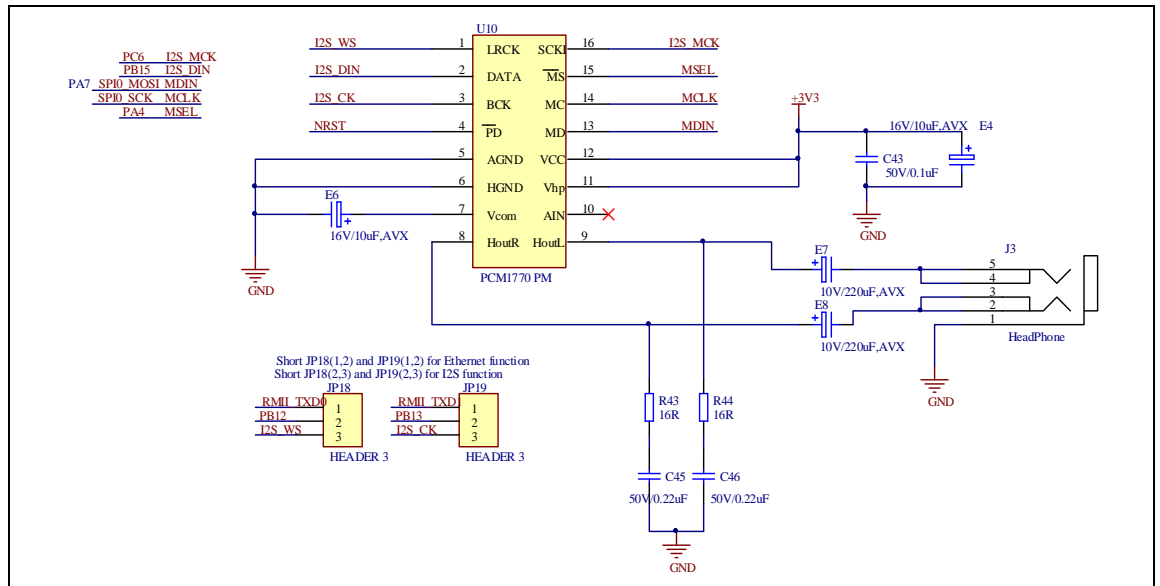 U10
PC6 I2S_MCK
PB15 I2S_DIN
PA7 SPI0_MOSI MDIN
SPI0_SCK MCLK
PA4 MSEL
I2S_WS 1 LRCK SCKI 16 I2S_MCK
I2S_DIN 2 DATA MS 15 MSEL
I2S_CK 3 BCK MC 14 MCLK
NRST 4 PD MD 13 MDIN
5 AGND VCC 12
6 HGND Vhp 11
7 Vcom AIN 10
8 HoutR HoutL 9
PCM1770 PM
E6
16V/10uF,AVX
GND
+3V3
16V/10uF,AVX E4
C43
50V/0.1uF
GND
E7
10V/220uF,AVX
E8
10V/220uF,AVX
J3
5
4
3
2
1
HeadPhone
GND
Short JP18(1,2) and JP19(1,2) for Ethernet function
Short JP18(2,3) and JP19(2,3) for I2S function
JP18
RMII_TXD0 1
PB12 2
I2S_WS 3
HEADER 3
JP19
RMII_TXD 1
PB13 2
I2S_CK 3
HEADER 3
R43
16R
R44
16R
C45
50V/0.22uF
C46
50V/0.22uF
GND